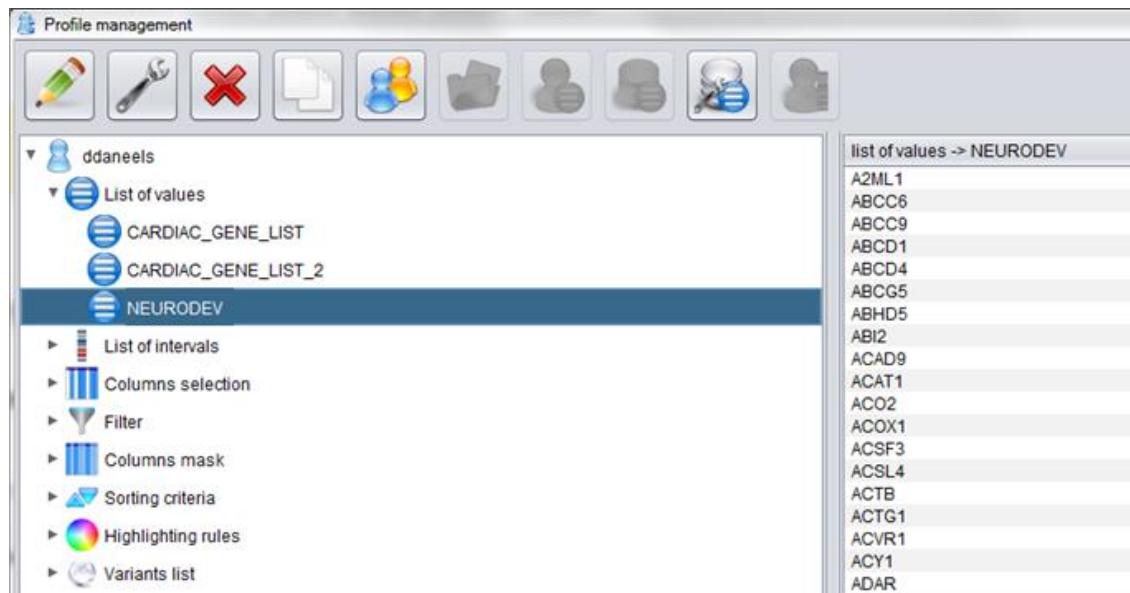 Profile management
ddaneels
List of values
CARDIAC_GENE_LIST
CARDIAC_GENE_LIST_2
NEURODEV
List of intervals
Columns selection
Filter
Columns mask
Sorting criteria
Highlighting rules
Variants list
list of values -> NEURODEV
A2ML1
ABCC6
ABCC9
ABCD1
ABCD4
ABCG5
ABHD5
ABI2
ACAD9
ACAT1
ACO2
ACOX1
ACSF3
ACSL4
ACTB
ACTG1
ACVR1
ACY1
ADAR